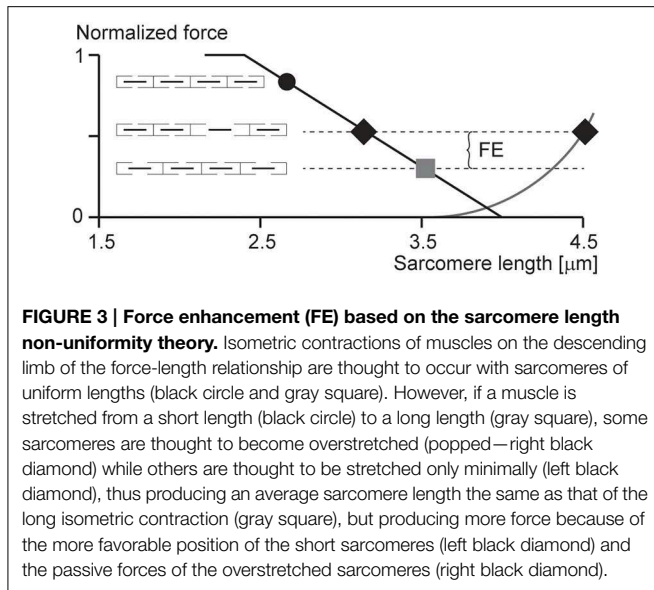 Normalized force
1
FE
0
1.5 2.5 3.5 4.5
Sarcomere length [μm]
FIGURE 3 | Force enhancement (FE) based on the sarcomere length
non-uniformity theory. Isometric contractions of muscles on the descending
limb of the force-length relationship are thought to occur with sarcomeres of
uniform lengths (black circle and gray square). However, if a muscle is
stretched from a short length (black circle) to a long length (gray square), some
sarcomeres are thought to become overstretched (popped—right black
diamond) while others are thought to be stretched only minimally (left black
diamond), thus producing an average sarcomere length the same as that of the
long isometric contraction (gray square), but producing more force because of
the more favorable position of the short sarcomeres (left black diamond) and
the passive forces of the overstretched sarcomeres (right black diamond).